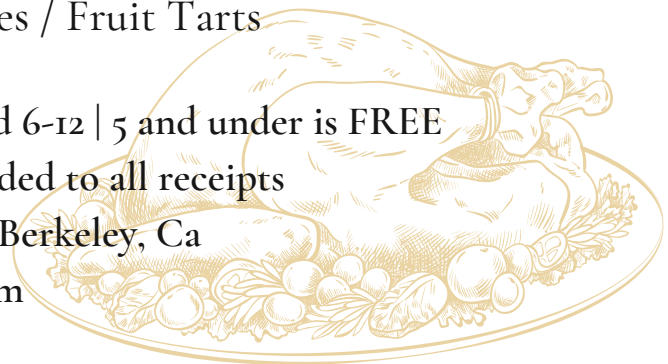 es / Fruit Tarts
d 6-12 | 5 and under is FREE
ded to all receipts
Berkeley, Ca
m